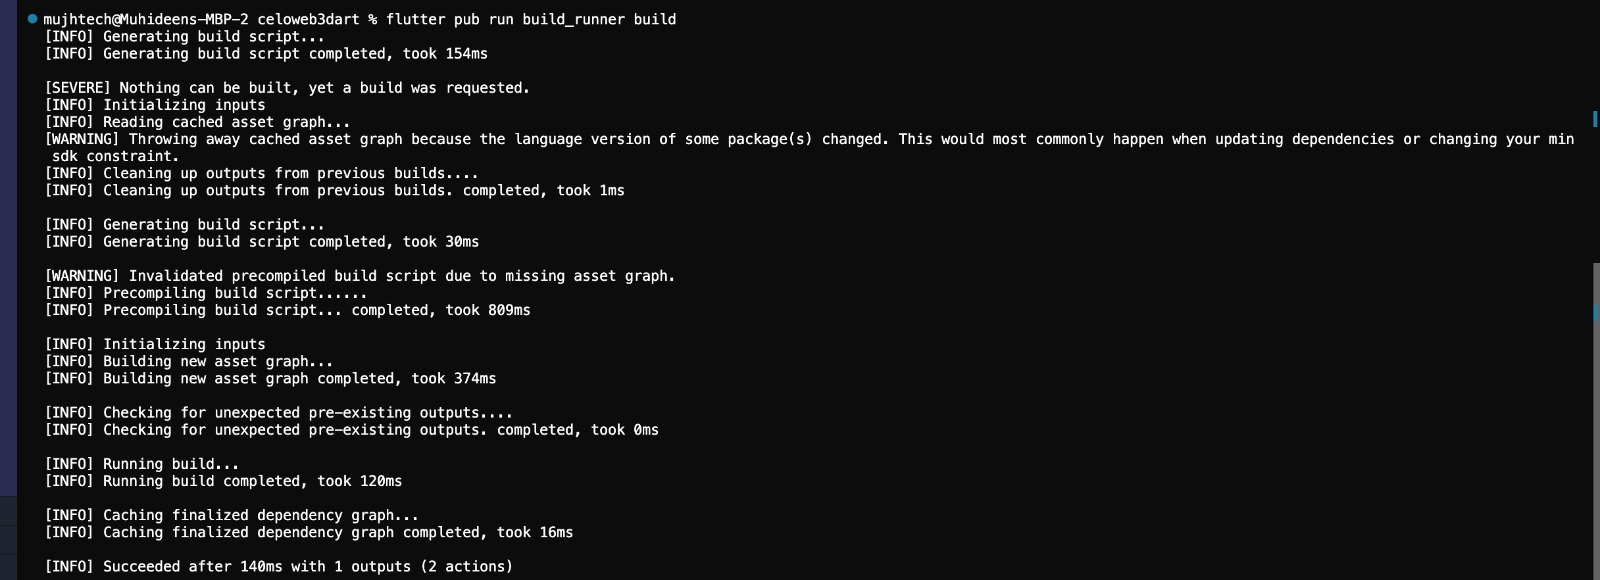 mujhtech@Muhideens-MBP-2 celoweb3dart % flutter pub run build_runner build
[INFO] Generating build script...
[INFO] Generating build script completed, took 154ms
[SEVERE] Nothing can be built, yet a build was requested.
[INFO] Initializing inputs
[INFO] Reading cached asset graph...
[WARNING] Throwing away cached asset graph because the language version of some package(s) changed. This would most commonly happen when updating dependencies or changing your min
sdk constraint.
[INFO] Cleaning up outputs from previous builds....
[INFO] Cleaning up outputs from previous builds. completed, took 1ms
[INFO] Generating build script...
[INFO] Generating build script completed, took 30ms
[WARNING] Invalidated precompiled build script due to missing asset graph.
[INFO] Precompiling build script......
[INFO] Precompiling build script... completed, took 809ms
[INFO] Initializing inputs
[INFO] Building new asset graph...
[INFO] Building new asset graph completed, took 374ms
[INFO] Checking for unexpected pre-existing outputs....
[INFO] Checking for unexpected pre-existing outputs. completed, took 0ms
[INFO] Running build...
[INFO] Running build completed, took 120ms
[INFO] Caching finalized dependency graph...
[INFO] Caching finalized dependency graph completed, took 16ms
[INFO] Succeeded after 140ms with 1 outputs (2 actions)